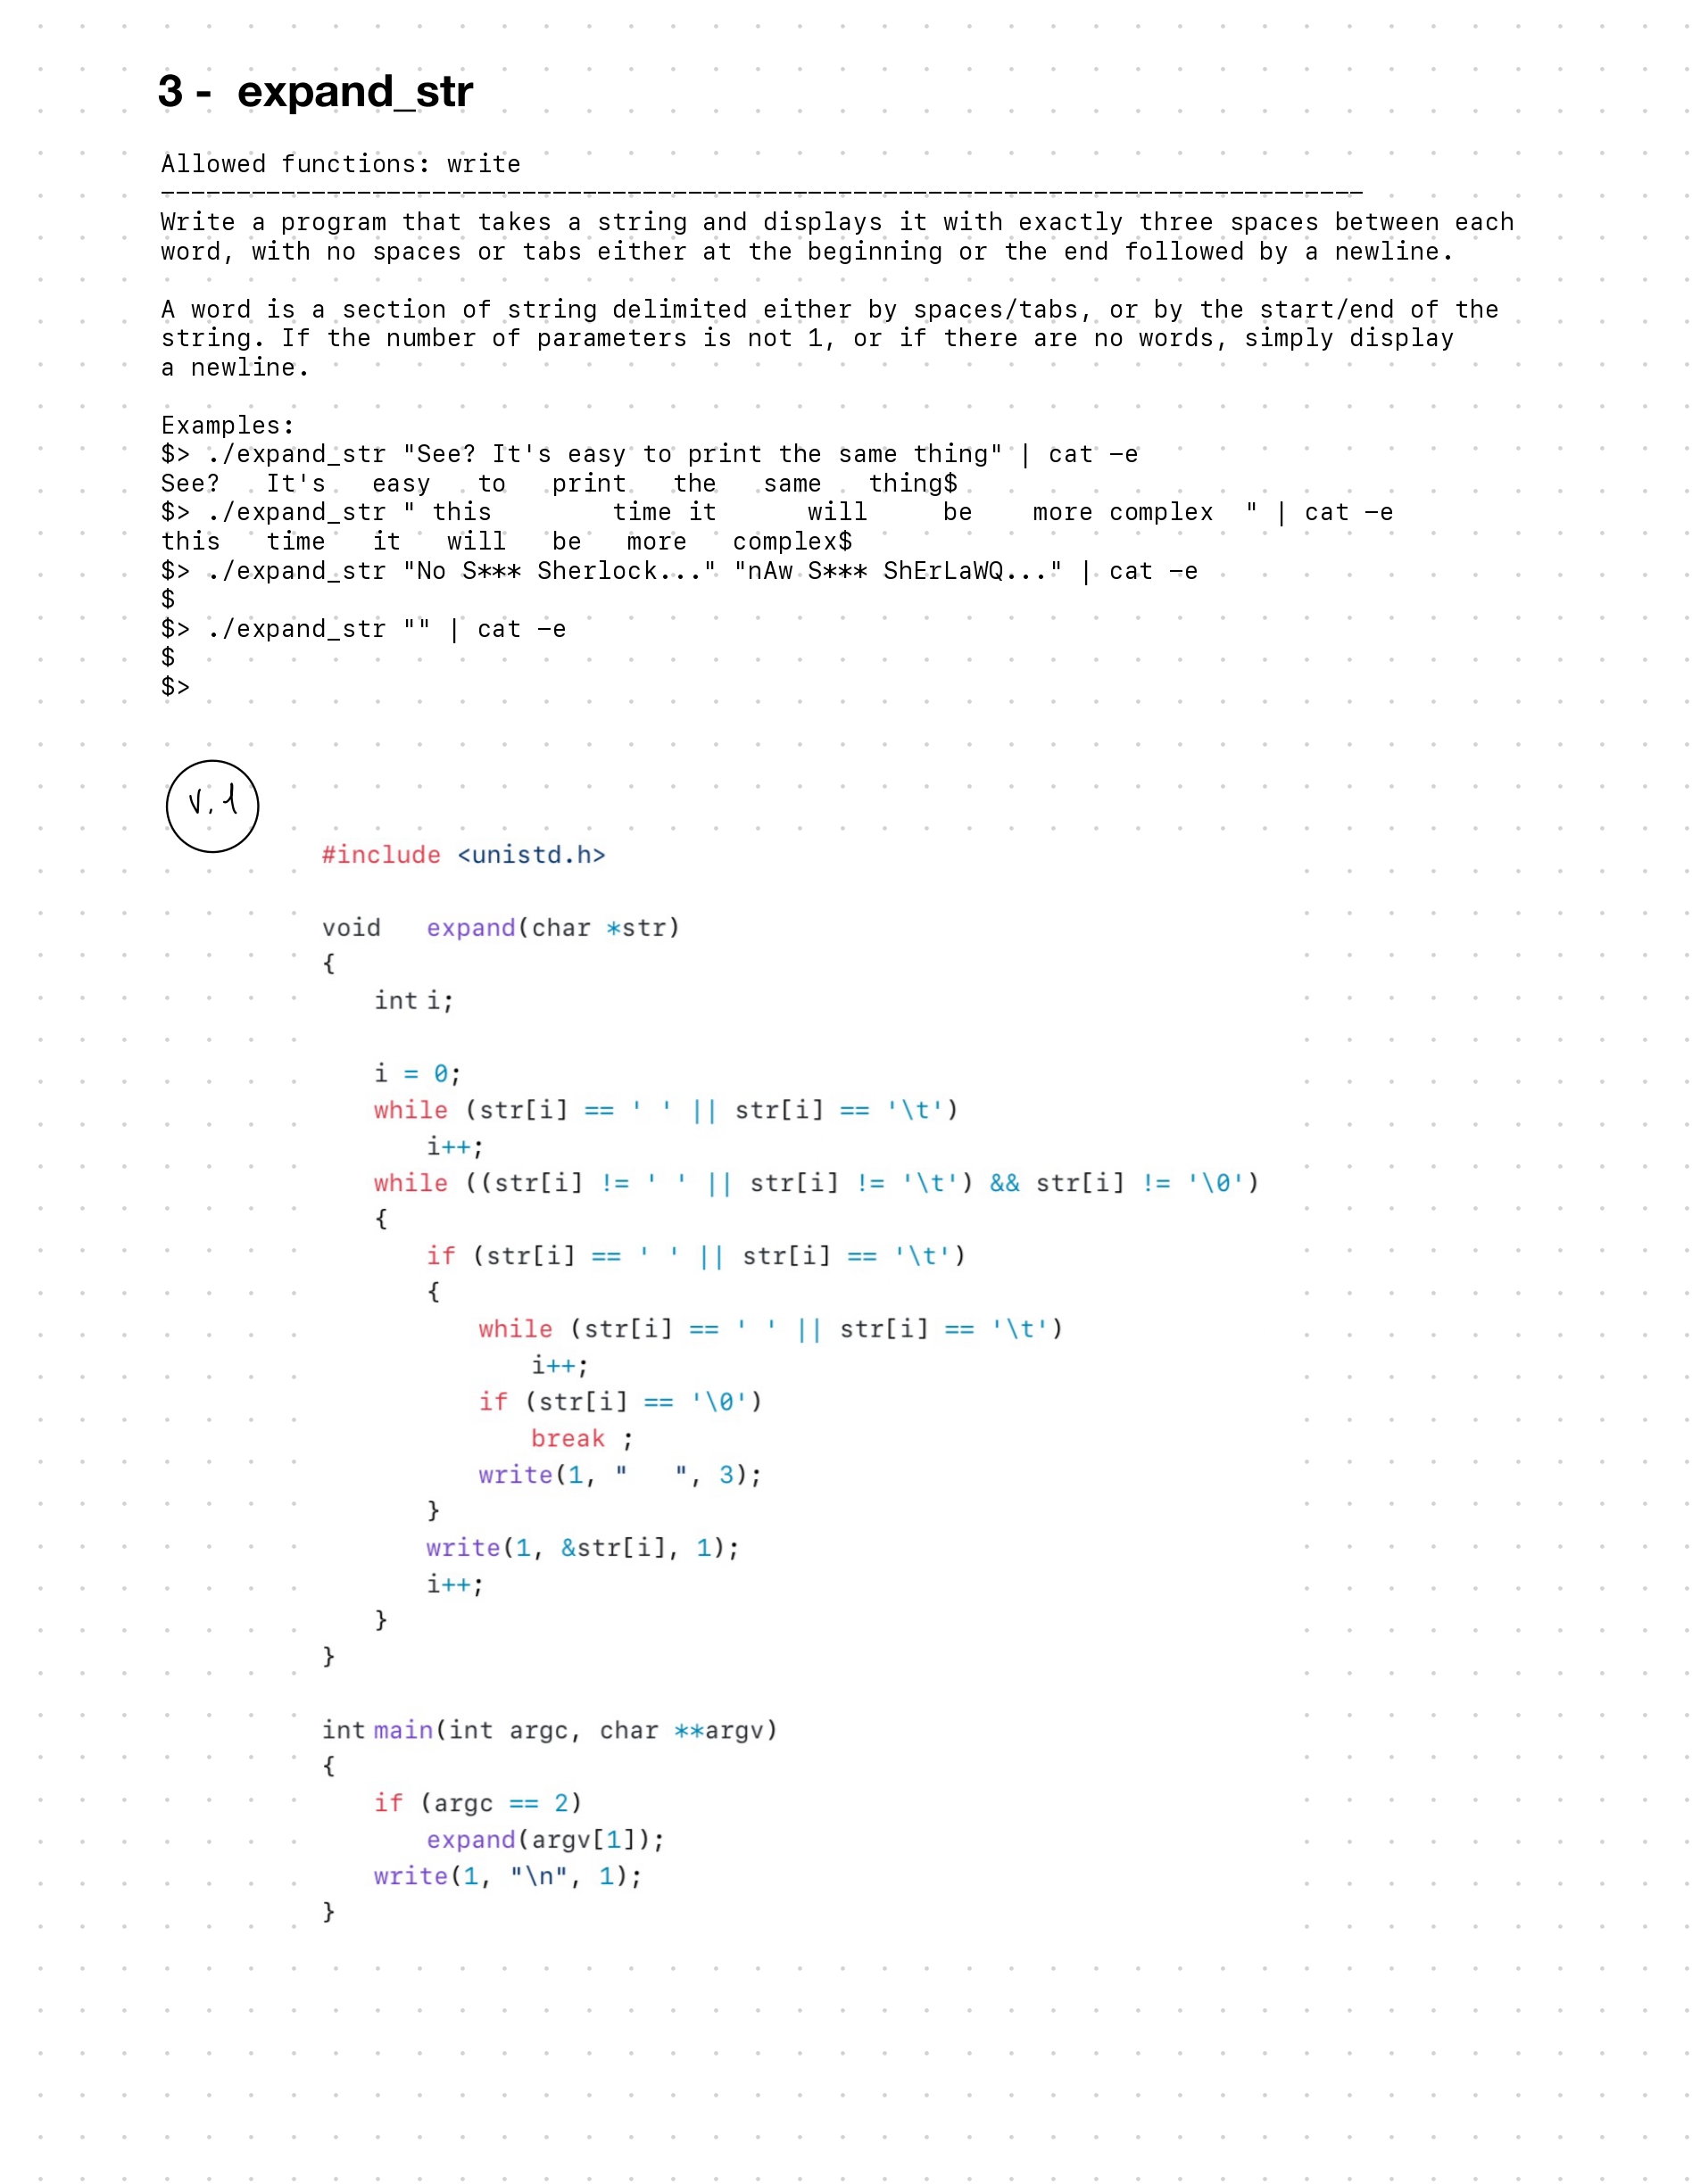 3 -  expand_str
Allowed functions: write
--------------------------------------------------------------------------------
Write a program that takes a string and displays it with exactly three spaces between each
word, with no spaces or tabs either at the beginning or the end followed by a newline.
A word is a section of string delimited either by spaces/tabs, or by the start/end of the
string. If the number of parameters is not 1, or if there are no words, simply display
a newline.
Examples:
$> ./expand_str "See? It's easy to print the same thing" | cat -e
See?   It's   easy   to   print   the   same   thing$
$> ./expand_str " this        time it      will     be    more complex  " | cat -e
this   time   it   will   be   more   complex$
$> ./expand_str "No S*** Sherlock..." "nAw S*** ShErLaWQ..." | cat -e
$
$> ./expand_str "" | cat -e
$
$>
v.1
#include <unistd.h>
void   expand(char *str)
{
    int i;
    i = 0;
    while (str[i] == ' ' || str[i] == '\t')
        i++;
    while ((str[i] != ' ' || str[i] != '\t') && str[i] != '\0')
    {
        if (str[i] == ' ' || str[i] == '\t')
        {
            while (str[i] == ' ' || str[i] == '\t')
                i++;
            if (str[i] == '\0')
                break ;
            write(1, "   ", 3);
        }
        write(1, &str[i], 1);
        i++;
    }
}
int main(int argc, char **argv)
{
    if (argc == 2)
        expand(argv[1]);
    write(1, "\n", 1);
}